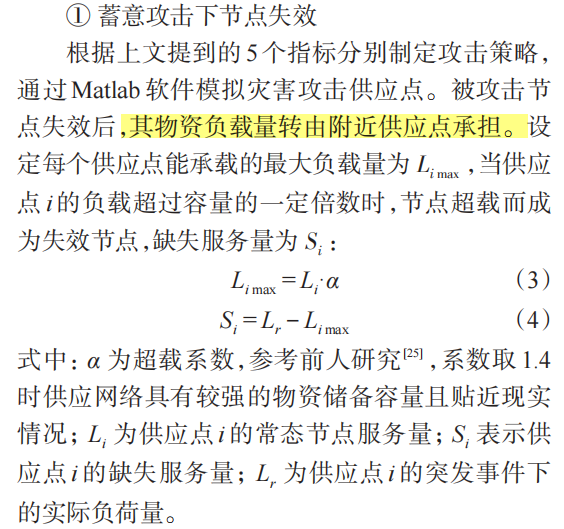 ① 蓄意攻击下节点失效
根据上文提到的5个指标分别制定攻击策略,
通过Matlab软件模拟灾害攻击供应点。被攻击节
点失效后,其物资负载量转由附近供应点承担。设
定每个供应点能承载的最大负载量为 L_{i max} ,当供应
点i的负载超过容量的一定倍数时,节点超载而成
为失效节点,缺失服务量为 S_i :
L_{i max} = L_i·α (3)
S_i = L_r − L_{i max} (4)
式中: α 为超载系数,参考前人研究[25] ,系数取 1.4
时供应网络具有较强的物资储备容量且贴近现实
情况; L_i 为供应点i的常态节点服务量; S_i 表示供
应点i的缺失服务量; L_r 为供应点i的突发事件下
的实际负荷量。